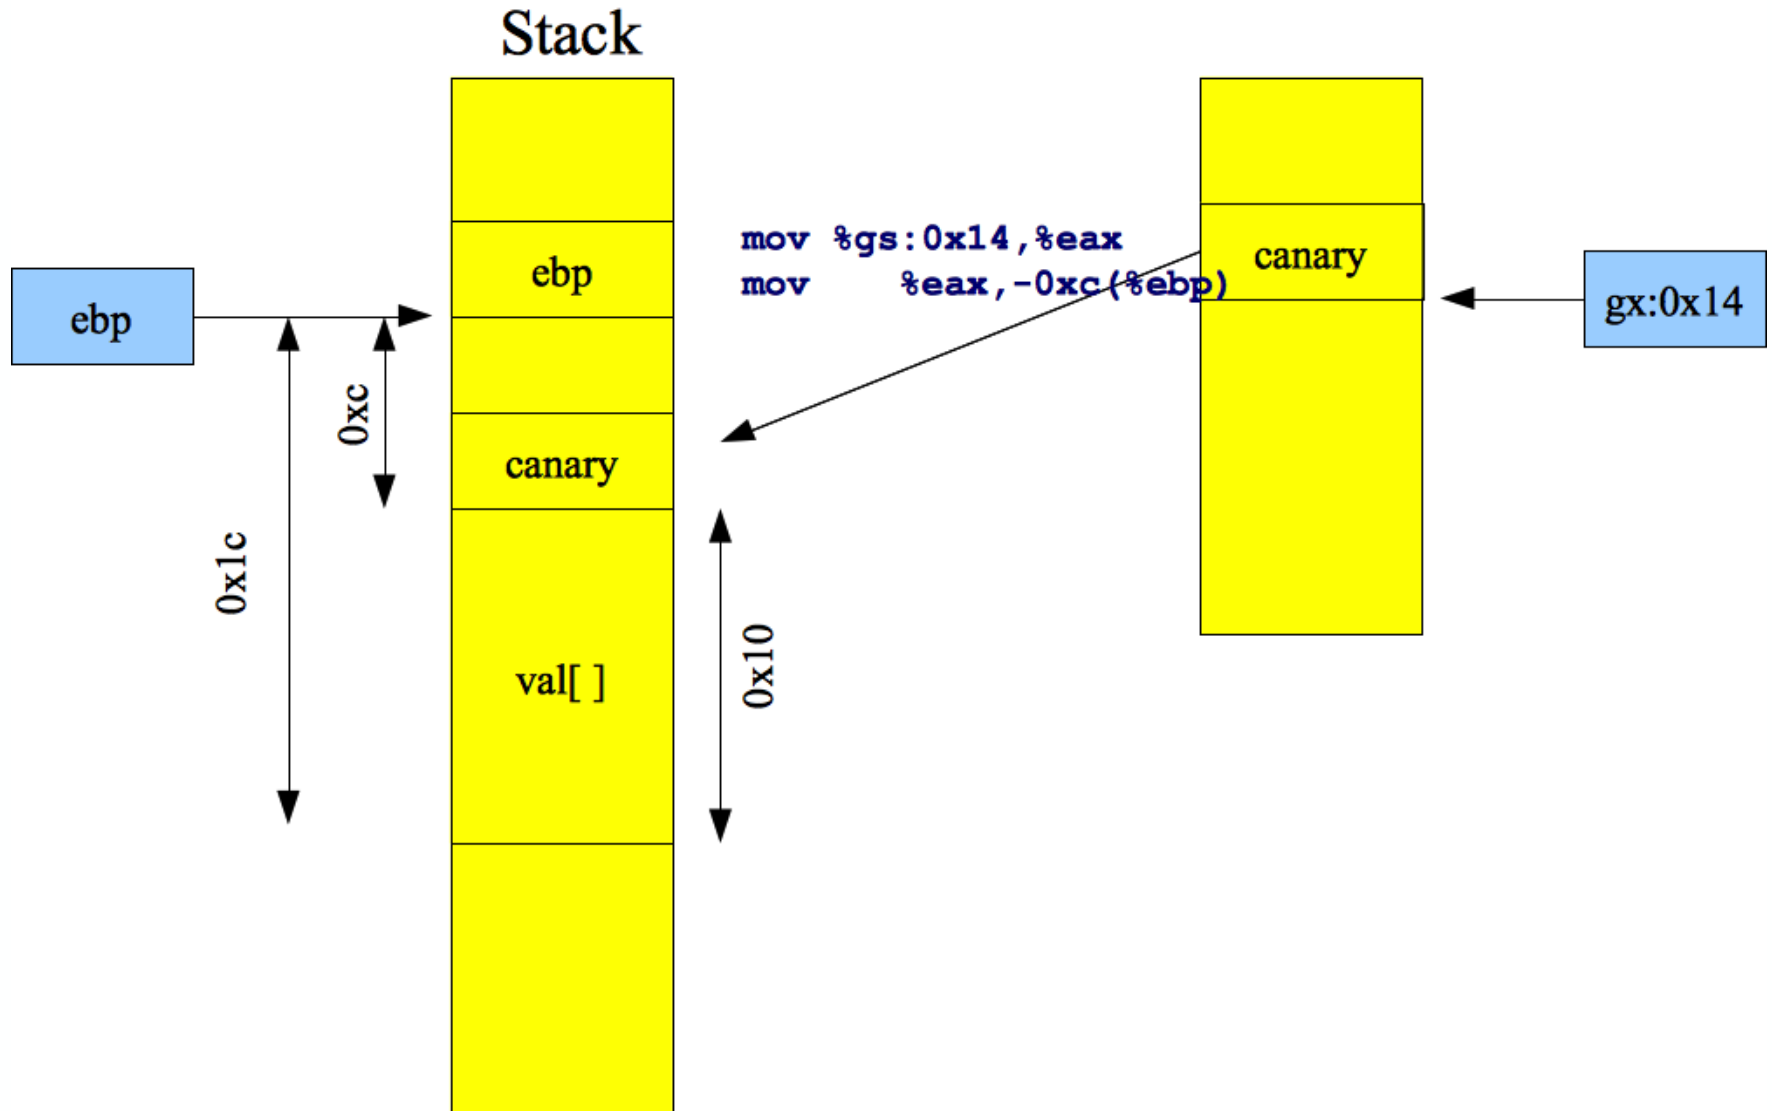 Stack
mov %gs:0x14,%eax
mov %eax,-0xc(%ebp)
ebp
canary
ebp
gx:0x14
0xc
canary
0x1c
0x10
val[ ]